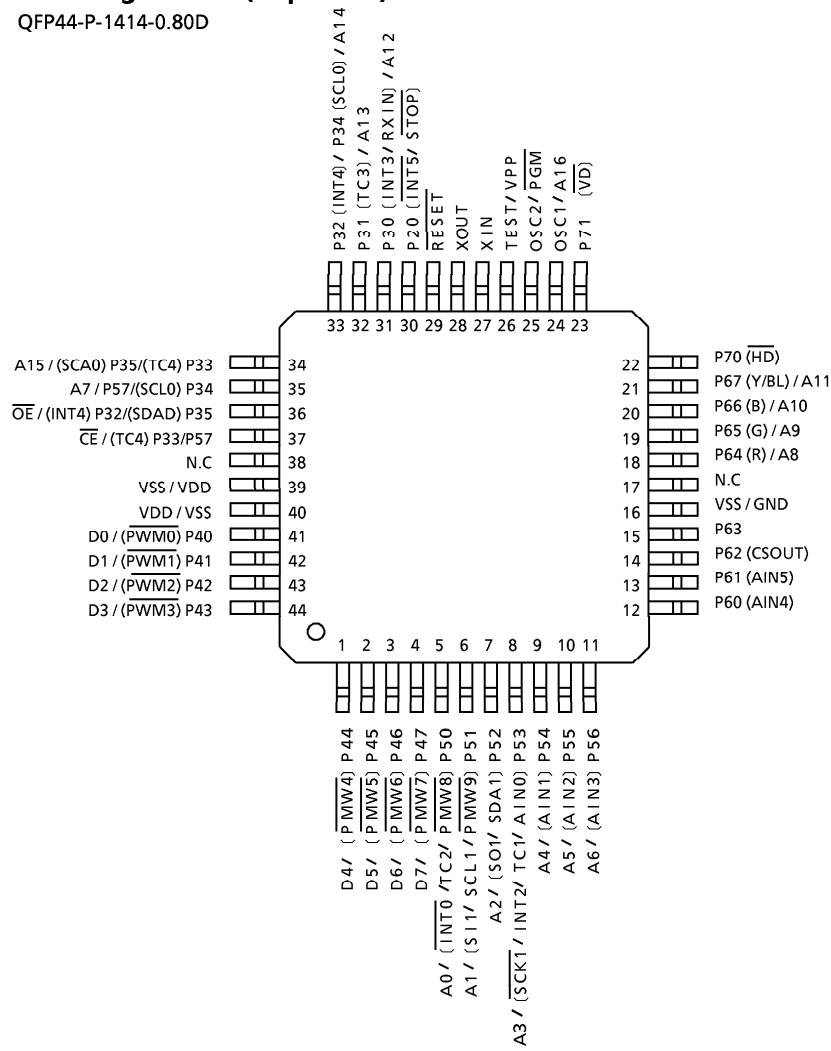 QFP44-P-1414-0.80D
P32 (INT4) / P34 (SCL0) / A14
P31 (TC3) / A13
P30 (INT3/RXIN) / A12
P20 (INT5/ STOP)
RESET
XOUT
XIN
TEST/ VPP
OSC2/ PGM
OSC1/ A16
P71 (VD)
33 32 31 30 29 28 27 26 25 24 23
A15 / (SCA0) P35/(TC4) P33 34
A7 / P57/(SCL0) P34 35
OE / (INT4) P32/(SDAD) P35 36
CE / (TC4) P33/P57 37
N.C 38
VSS / VDD 39
VDD / VSS 40
D0 / (PWM0) P40 41
D1 / (PWM1) P41 42
D2 / (PWM2) P42 43
D3 / (PWM3) P43 44
22 P70 (HD)
21 P67 (Y/BL) / A11
20 P66 (B) / A10
19 P65 (G) / A9
18 P64 (R) / A8
17 N.C
16 VSS / GND
15 P63
14 P62 (CSOUT)
13 P61 (AIN5)
12 P60 (AIN4)
1 2 3 4 5 6 7 8 9 10 11
D4/ (PMW4) P44
D5/ (PMW5) P45
D6/ (PMW6) P46
D7/ (PMW7) P47
A0/ (INT0 /TC2/ PMW8) P50
A1/ (SI1/ SCL1/ PMW9) P51
A2/ (SO1/ SDA1) P52
A3 / (SCK1 / INT2/ TC1/ AIN0) P53
A4/ (AIN1) P54
A5/ (AIN2) P55
A6/ (AIN3) P56